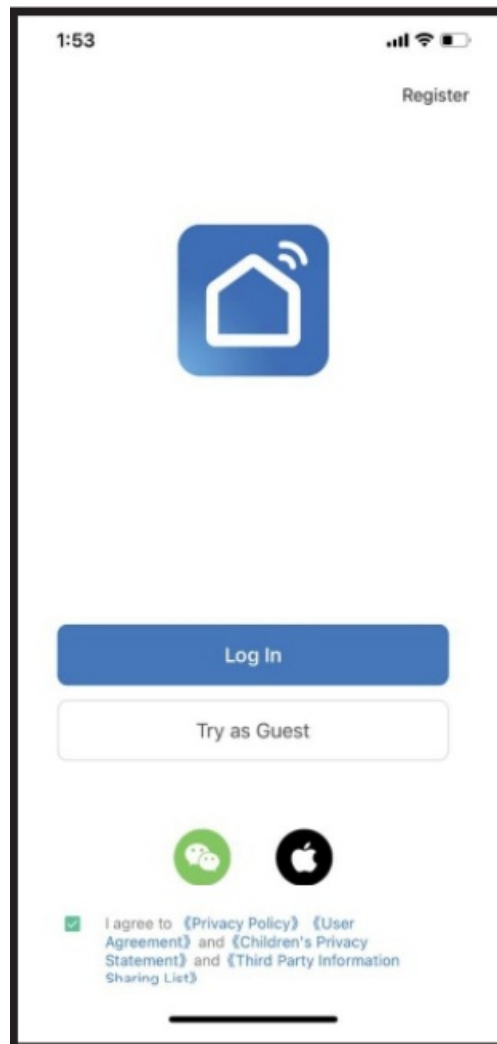 1:53
Register
Log In
Try as Guest
I agree to 《Privacy Policy》 《User
Agreement》 and 《Children's Privacy
Statement》 and 《Third Party Information
Sharing List》